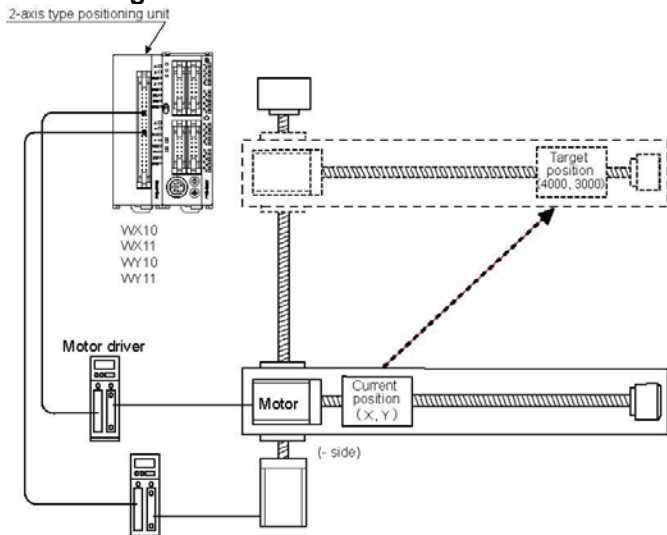 2-axis type positioning unit
Target
position
(4000, 3000)
WX10
WX11
WY10
WY11
Motor driver
Motor
Current
position
(X, Y)
(- side)